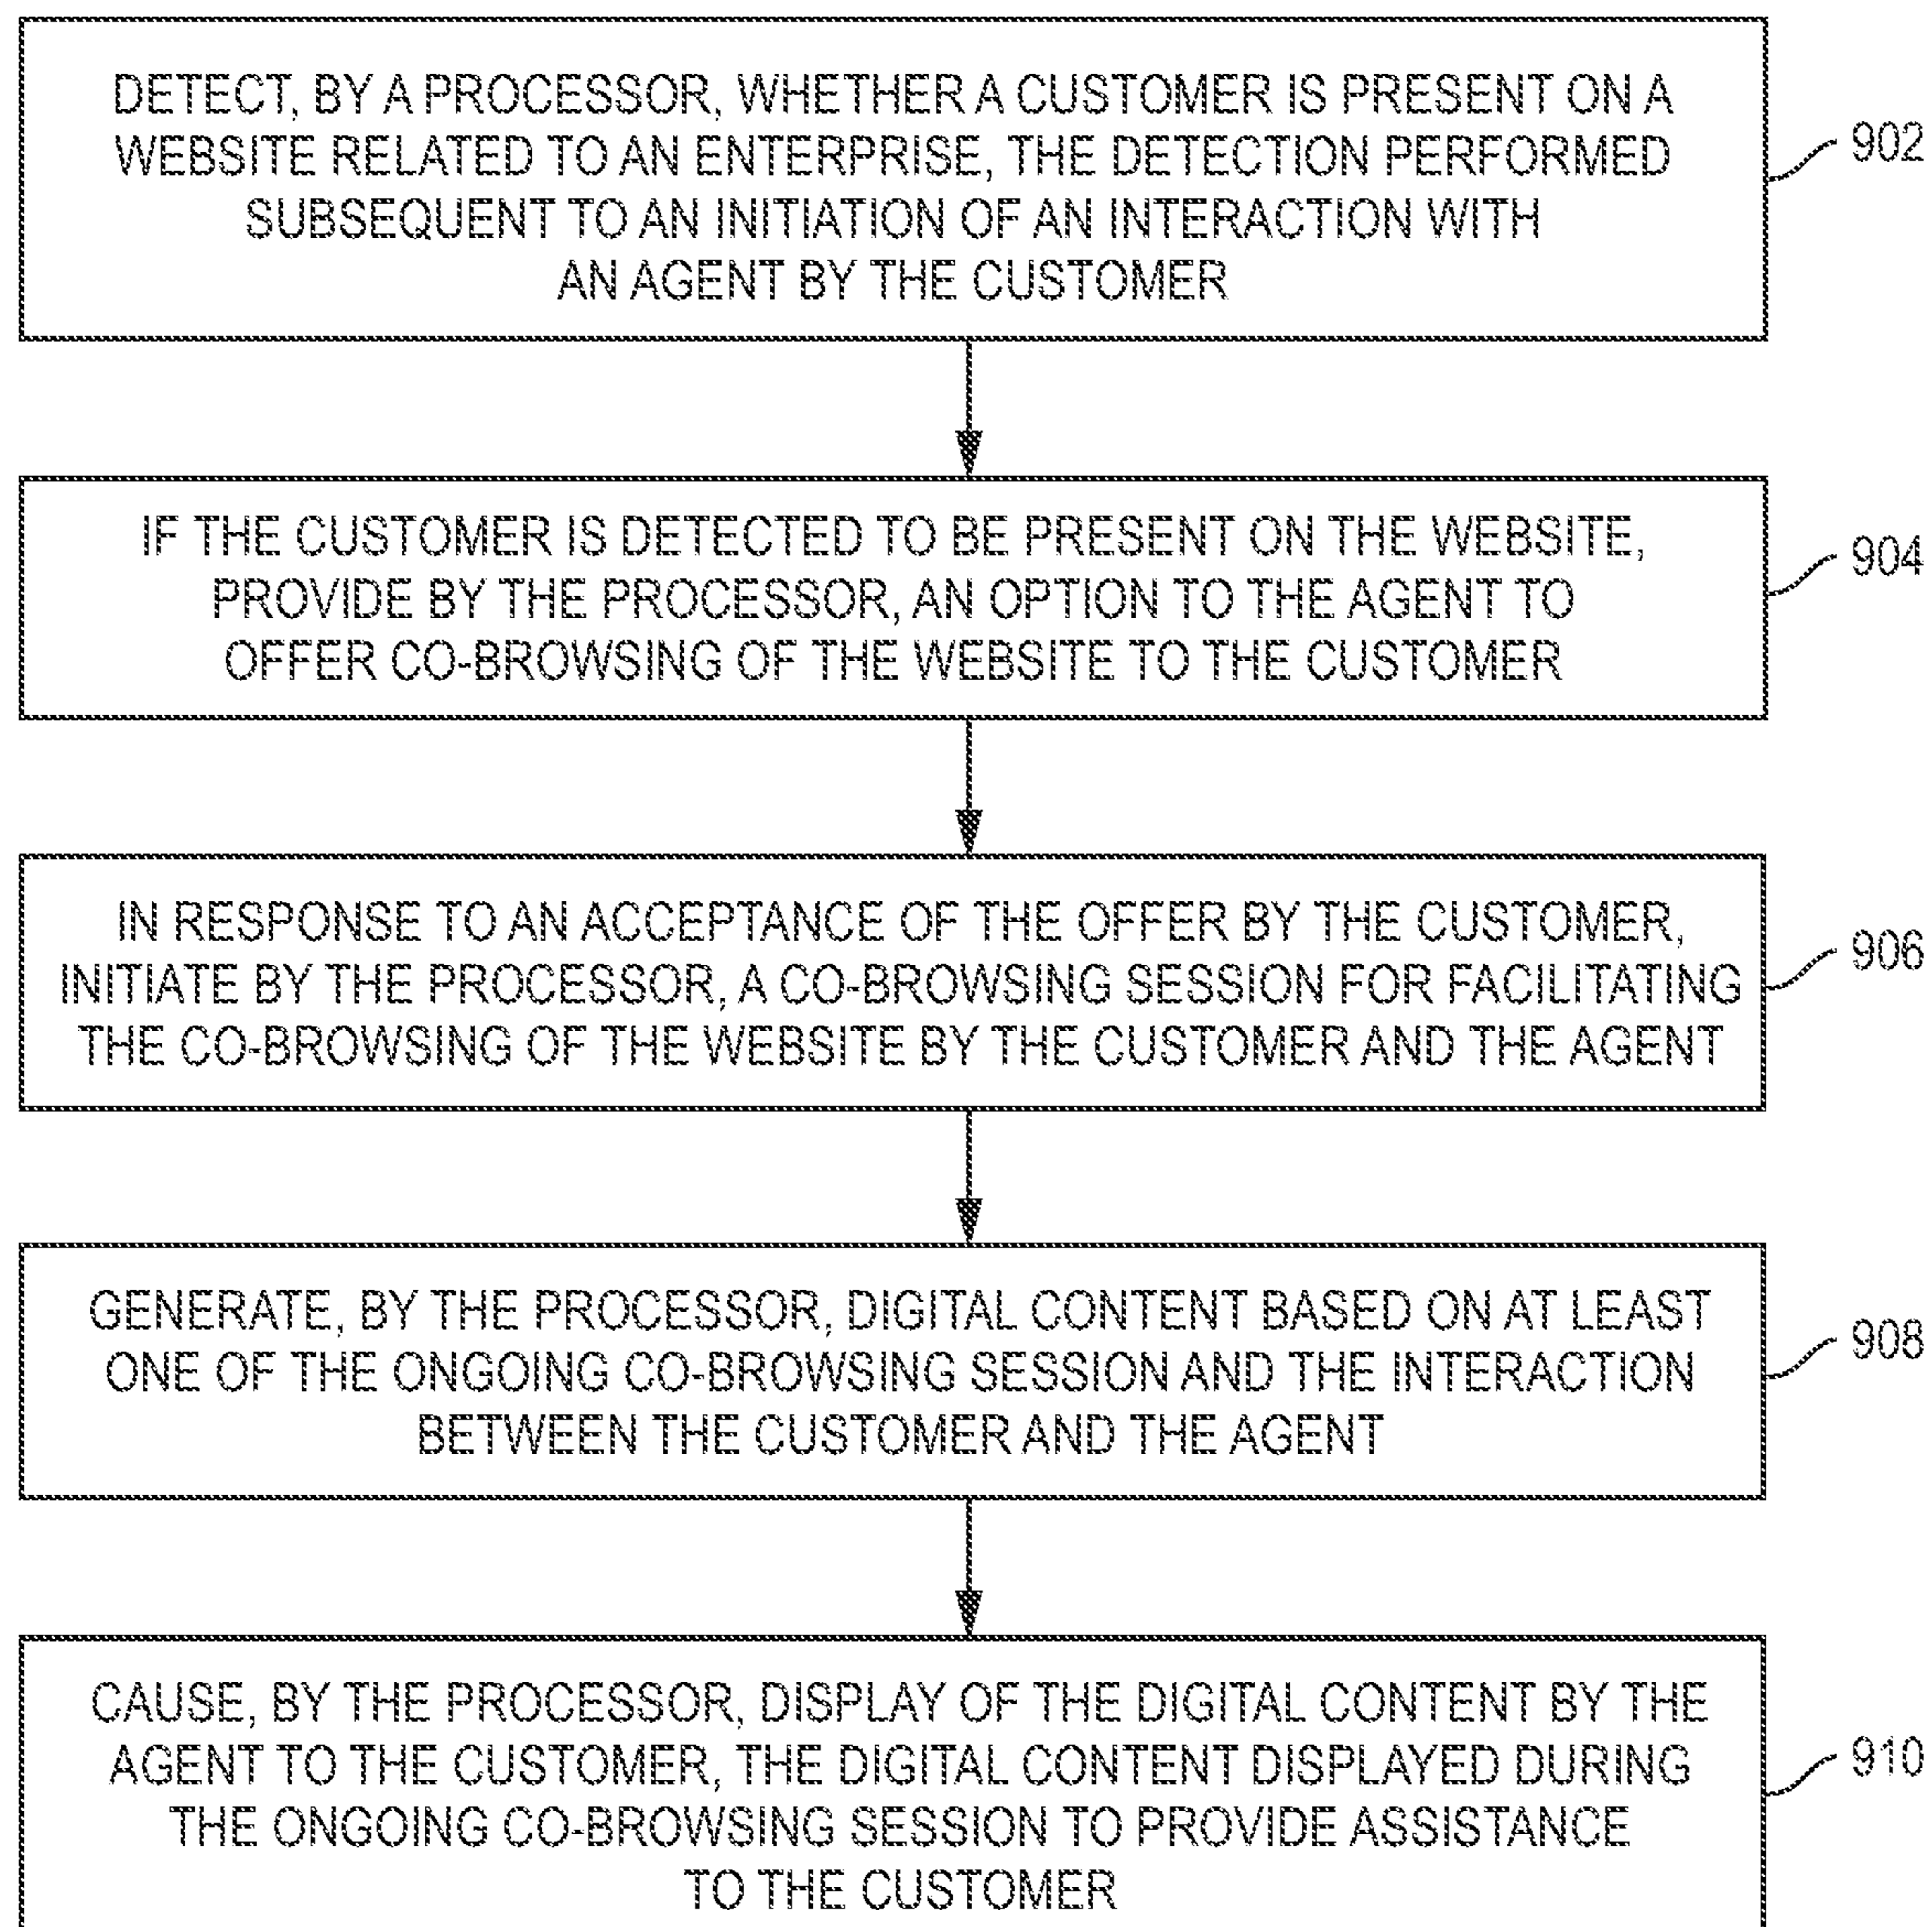 DETECT, BY A PROCESSOR, WHETHER A CUSTOMER IS PRESENT ON A
WEBSITE RELATED TO AN ENTERPRISE, THE DETECTION PERFORMED
SUBSEQUENT TO AN INITIATION OF AN INTERACTION WITH
AN AGENT BY THE CUSTOMER
902
IF THE CUSTOMER IS DETECTED TO BE PRESENT ON THE WEBSITE,
PROVIDE BY THE PROCESSOR, AN OPTION TO THE AGENT TO
OFFER CO-BROWSING OF THE WEBSITE TO THE CUSTOMER
904
IN RESPONSE TO AN ACCEPTANCE OF THE OFFER BY THE CUSTOMER,
INITIATE BY THE PROCESSOR, A CO-BROWSING SESSION FOR FACILITATING
THE CO-BROWSING OF THE WEBSITE BY THE CUSTOMER AND THE AGENT
906
GENERATE, BY THE PROCESSOR, DIGITAL CONTENT BASED ON AT LEAST
ONE OF THE ONGOING CO-BROWSING SESSION AND THE INTERACTION
BETWEEN THE CUSTOMER AND THE AGENT
908
CAUSE, BY THE PROCESSOR, DISPLAY OF THE DIGITAL CONTENT BY THE
AGENT TO THE CUSTOMER, THE DIGITAL CONTENT DISPLAYED DURING
THE ONGOING CO-BROWSING SESSION TO PROVIDE ASSISTANCE
TO THE CUSTOMER
910